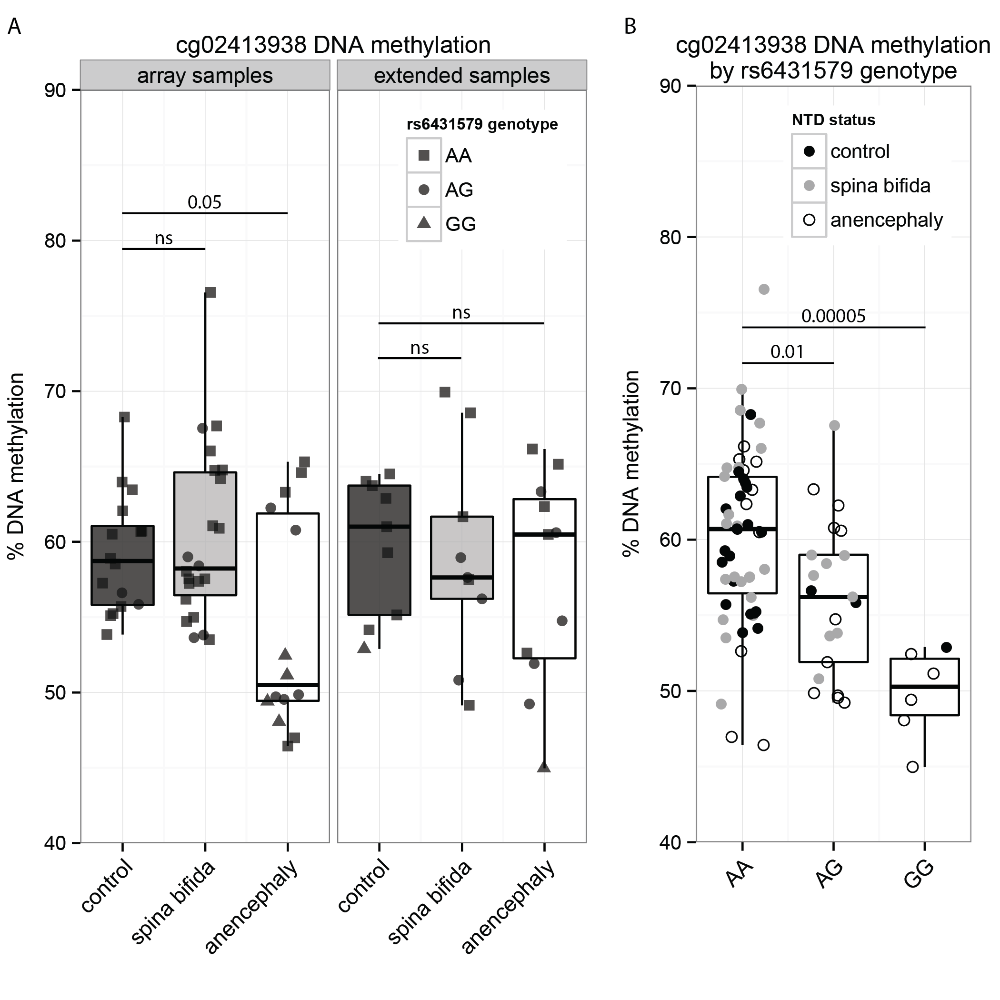 A
cg02413938 DNA methylation
array samples
extended samples
% DNA methylation
90
80
70
60
50
40
0.05
ns
rs6431579 genotype
AA
AG
GG
ns
ns
control
spina bifida
anencephaly
control
spina bifida
anencephaly
B
cg02413938 DNA methylation
by rs6431579 genotype
% DNA methylation
90
80
70
60
50
40
NTD status
control
spina bifida
anencephaly
0.00005
0.01
AA
AG
GG